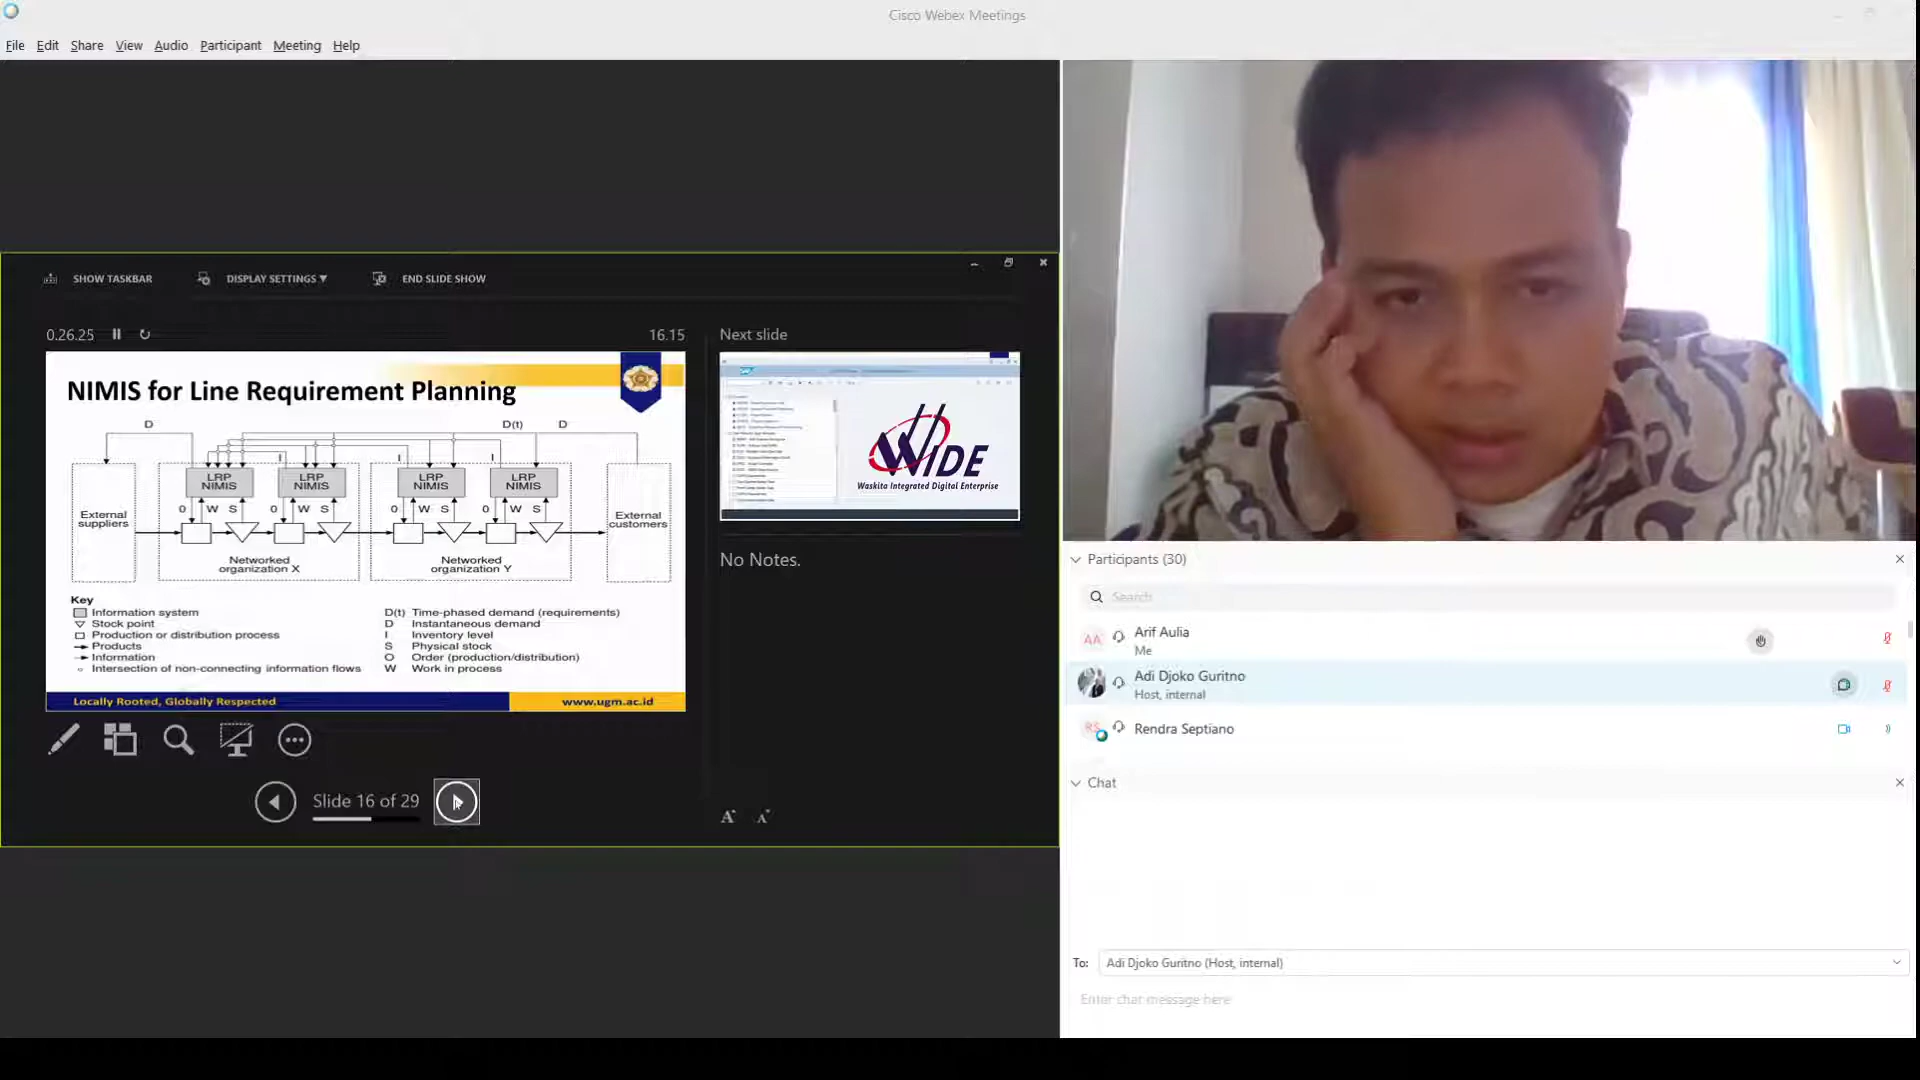 Cisco Webex Meetings
File Edit Share View Audio Participant Meeting Help
SHOW TASKBAR DISPLAY SETTINGS ▼ END SLIDE SHOW
0.26.25 16.15
NIMIS for Line Requirement Planning
D D(t) D
I I I
LRP NIMIS LRP NIMIS LRP NIMIS LRP NIMIS
O W S O W S O W S O W S
External suppliers
External customers
Networked organization X
Networked organization Y
Key
Information system
Stock point
Production or distribution process
Products
Information
Intersection of non-connecting information flows
D(t) Time-phased demand (requirements)
D Instantaneous demand
I Inventory level
S Physical stock
O Order (production/distribution)
W Work in process
Locally Rooted, Globally Respected
www.ugm.ac.id
Slide 16 of 29
Next slide
WIDE
Waskita Integrated Digital Enterprise
No Notes.
A A
Participants (30)
Search
AA Arif Aulia
Me
Adi Djoko Guritno
Host, internal
RS Rendra Septiano
Chat
To: Adi Djoko Guritno (Host, internal)
Enter chat message here